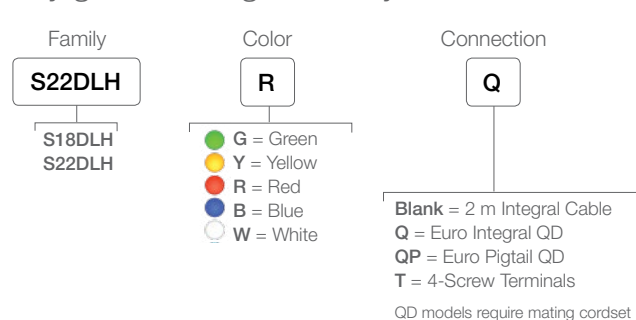 Family
Color
Connection
S22DLH
R
Q
S18DLH
S22DLH
G = Green
Y = Yellow
R = Red
B = Blue
W = White
Blank = 2 m Integral Cable
Q = Euro Integral QD
QP = Euro Pigtail QD
T = 4-Screw Terminals
QD models require mating cordset